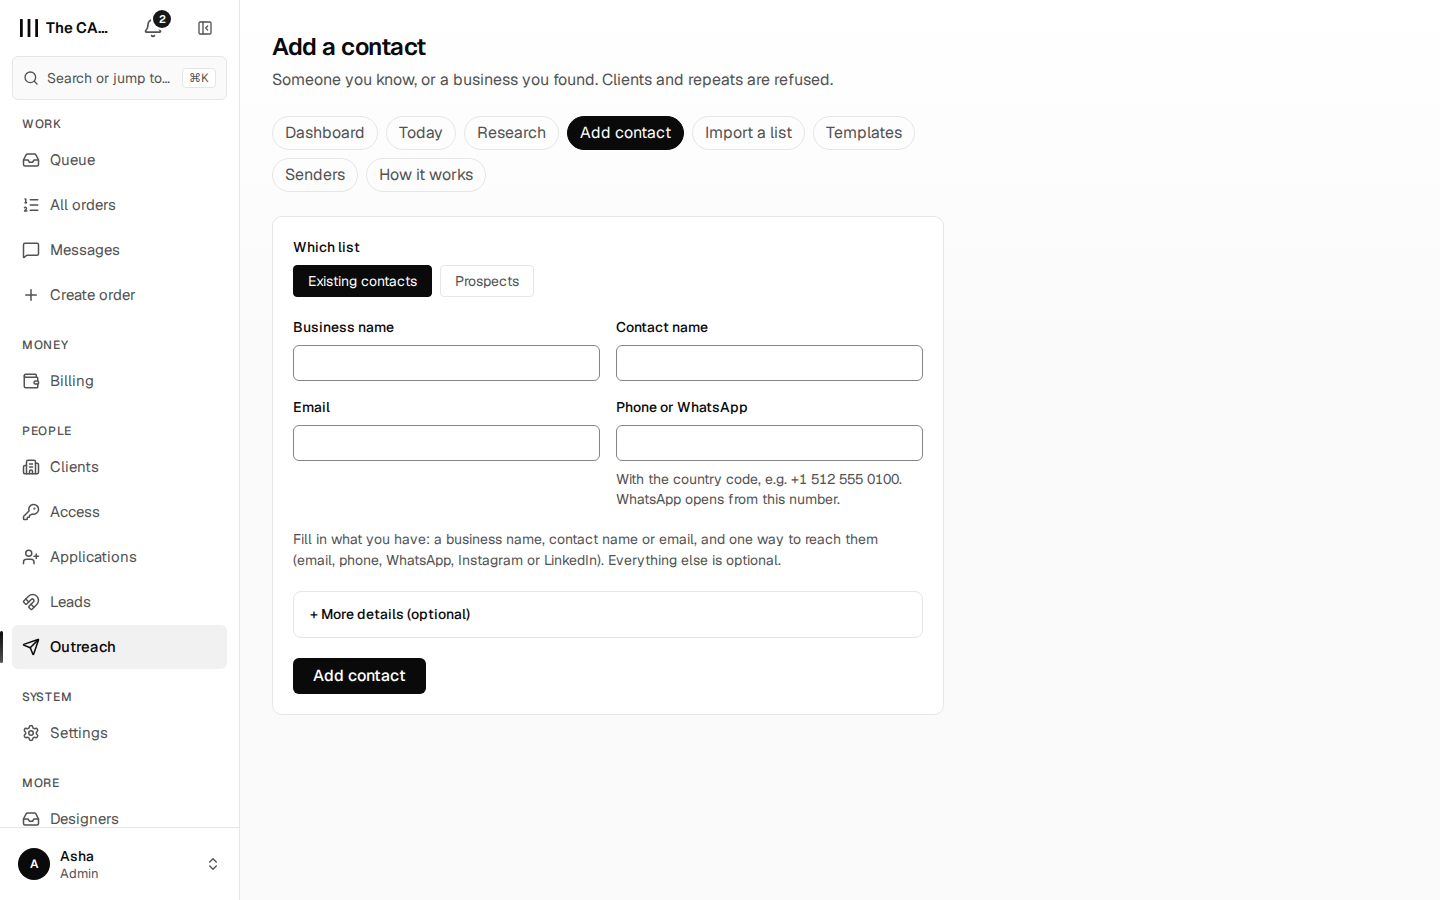 The CA...
2
Search or jump to... ⌘K
WORK
Queue
All orders
Messages
Create order
MONEY
Billing
PEOPLE
Clients
Access
Applications
Leads
Outreach
SYSTEM
Settings
MORE
Designers
A
Asha
Admin
Add a contact
Someone you know, or a business you found. Clients and repeats are refused.
Dashboard Today Research Add contact Import a list Templates
Senders How it works
Which list
Existing contacts Prospects
Business name Contact name
Email Phone or WhatsApp
With the country code, e.g. +1 512 555 0100.
WhatsApp opens from this number.
Fill in what you have: a business name, contact name or email, and one way to reach them
(email, phone, WhatsApp, Instagram or LinkedIn). Everything else is optional.
+ More details (optional)
Add contact